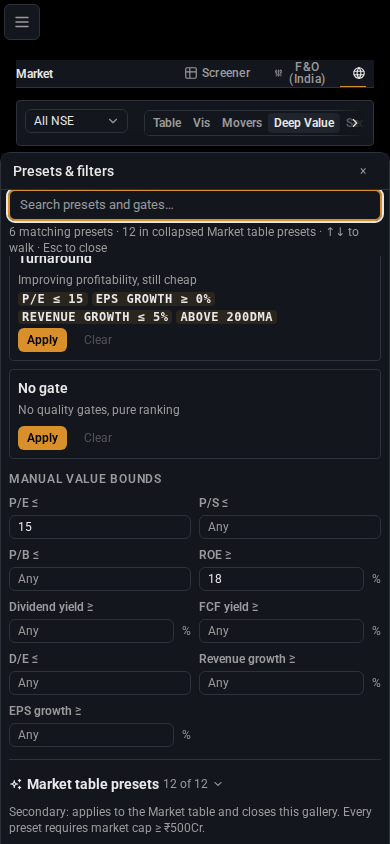 Market
Screener
F&O
(India)
All NSE
Table Vis Movers Deep Value
Presets & filters ×
Search presets and gates...
6 matching presets · 12 in collapsed Market table presets · ↑↓ to
walk · Esc to close
Turnaround
Improving profitability, still cheap
P/E ≤ 15 EPS GROWTH ≥ 0%
REVENUE GROWTH ≤ 5% ABOVE 200DMA
Apply Clear
No gate
No quality gates, pure ranking
Apply Clear
MANUAL VALUE BOUNDS
P/E ≤ P/S ≤
15 Any
P/B ≤ ROE ≥
Any 18 %
Dividend yield ≥ FCF yield ≥
Any % Any %
D/E ≤ Revenue growth ≥
Any Any %
EPS growth ≥
Any %
Market table presets 12 of 12
Secondary: applies to the Market table and closes this gallery. Every
preset requires market cap ≥ ₹500Cr.